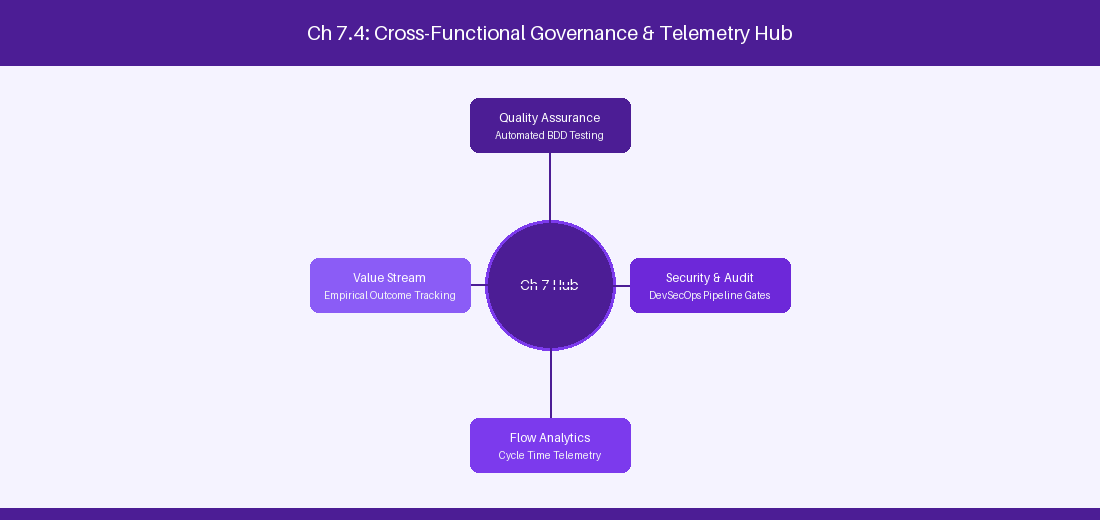 Ch 7.4: Cross-Functional Governance & Telemetry Hub
Quality Assurance
Automated BDD Testing
Value Stream
Empirical Outcome Tracking
Ch 7 Hub
Security & Audit
DevSecOps Pipeline Gates
Flow Analytics
Cycle Time Telemetry